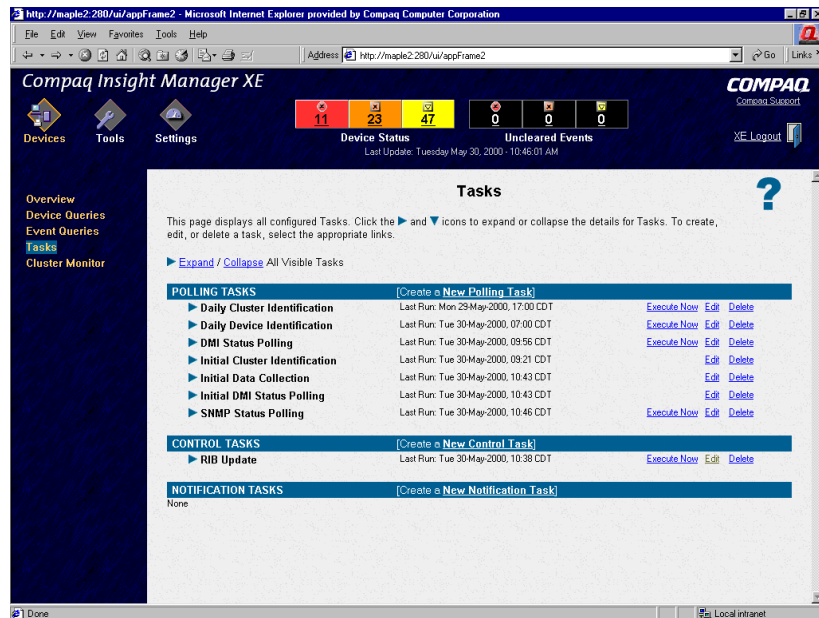 http://maple2:280/ui/appFrame2 - Microsoft Internet Explorer provided by Compaq Computer Corporation
File Edit View Favorites Tools Help
Address http://maple2:280/ui/appFrame2 Go Links
Compaq Insight Manager XE
COMPAQ
Compaq Support
11 23 47 0 0 0
Devices Tools Settings Device Status Uncleared Events XE Logout
Last Update: Tuesday May 30, 2000 - 10:46:01 AM
Overview
Device Queries
Event Queries
Tasks
Cluster Monitor
Tasks
?
This page displays all configured Tasks. Click the ▶ and ▼ icons to expand or collapse the details for Tasks. To create,
edit, or delete a task, select the appropriate links.
Expand / Collapse All Visible Tasks
POLLING TASKS [Create a New Polling Task]
Daily Cluster Identification Last Run: Mon 29-May-2000, 17:00 CDT Execute Now Edit Delete
Daily Device Identification Last Run: Tue 30-May-2000, 07:00 CDT Execute Now Edit Delete
DMI Status Polling Last Run: Tue 30-May-2000, 09:56 CDT Execute Now Edit Delete
Initial Cluster Identification Last Run: Tue 30-May-2000, 09:21 CDT Edit Delete
Initial Data Collection Last Run: Tue 30-May-2000, 10:43 CDT Edit Delete
Initial DMI Status Polling Last Run: Tue 30-May-2000, 10:43 CDT Edit Delete
SNMP Status Polling Last Run: Tue 30-May-2000, 10:46 CDT Execute Now Edit Delete
CONTROL TASKS [Create a New Control Task]
RIB Update Last Run: Tue 30-May-2000, 10:38 CDT Execute Now Edit Delete
NOTIFICATION TASKS [Create a New Notification Task]
None
Done Local intranet